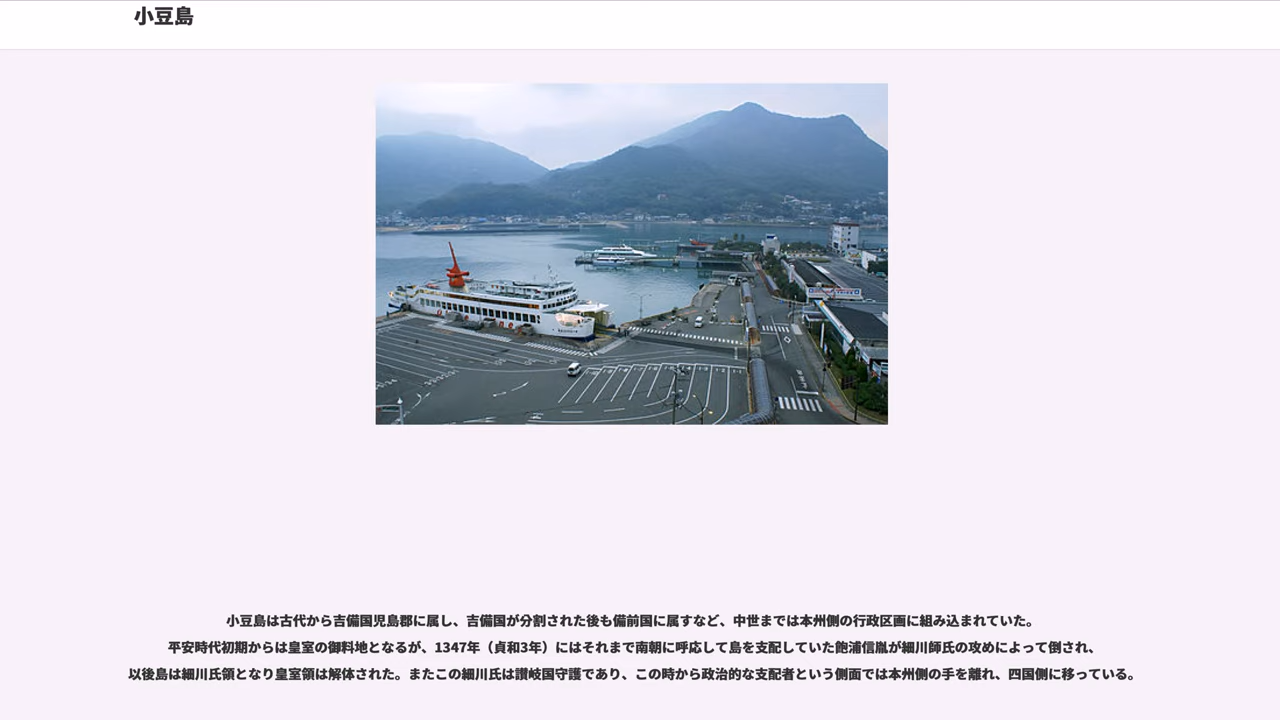 小豆島
小豆島は古代から吉備国児島郡に属し、吉備国が分割された後も備前国に属すなど、中世までは本州側の行政区画に組み込まれていた。
平安時代初期からは皇室の御料地となるが、1347年（貞和3年）にはそれまで南朝に呼応して島を支配していた飽浦信胤が細川師氏の攻めによって倒され、
以後島は細川氏領となり皇室領は解体された。またこの細川氏は讃岐国守護であり、この時から政治的な支配者という側面では本州側の手を離れ、四国側に移っている。